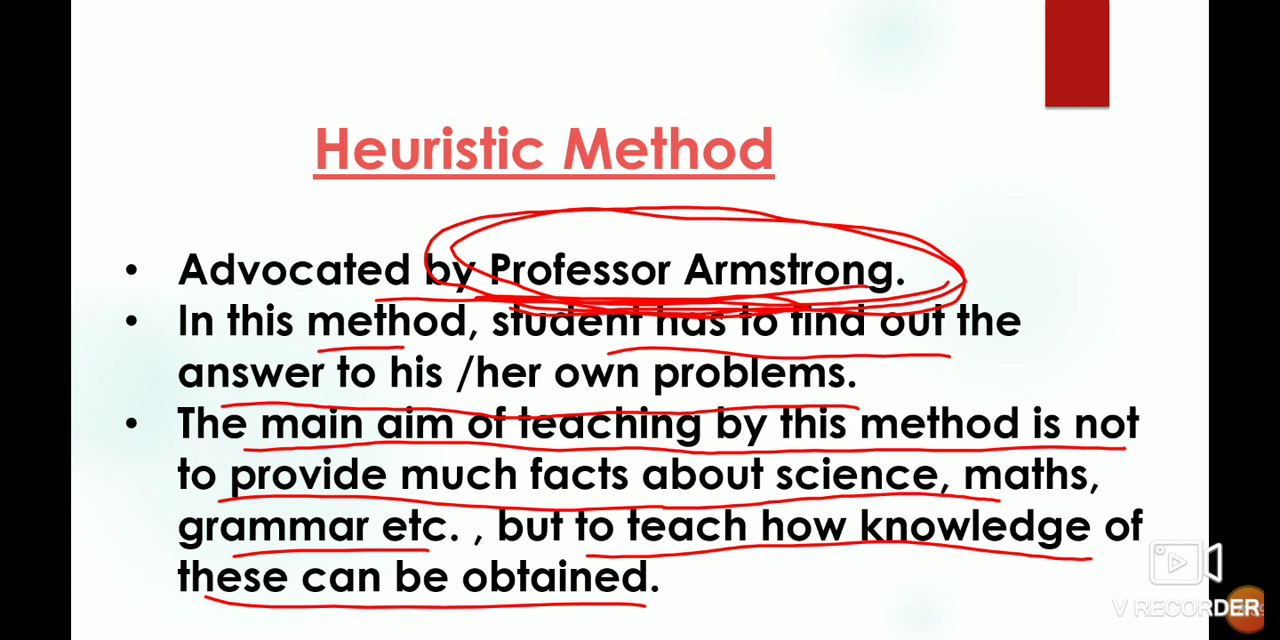 Heuristic Method
• Advocated by Professor Armstrong.
• In this method, student has to find out the
answer to his /her own problems.
• The main aim of teaching by this method is not
to provide much facts about science, maths,
grammar etc. , but to teach how knowledge of
these can be obtained.
V RECORDER